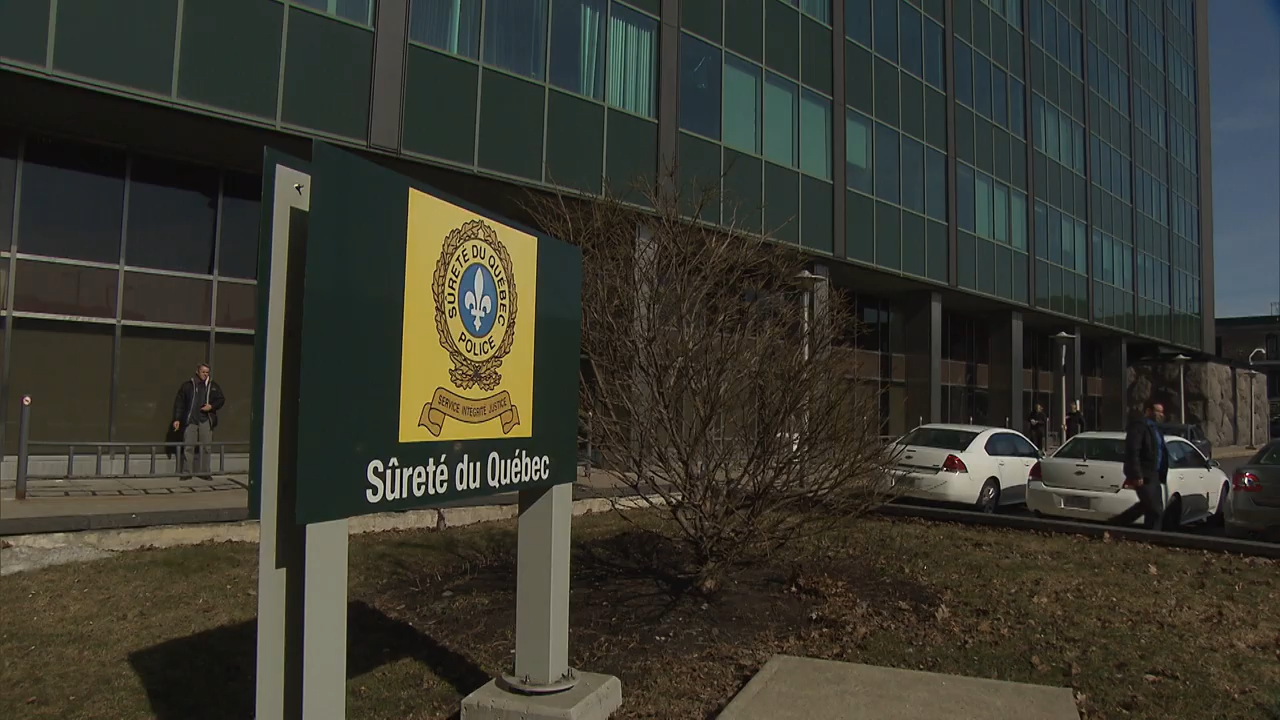 SÛRETÉ DU QUÉBEC
POLICE
SERVICE INTÉGRITÉ JUSTICE
Sûreté du Québec